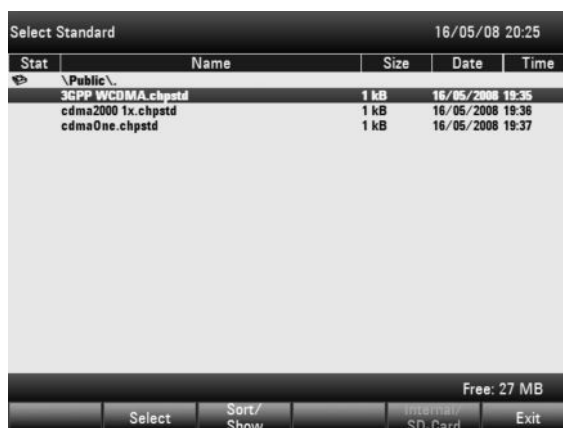 Select Standard 16/05/08 20:25
Stat Name Size Date Time
\Public\.
3GPP WCDMA.chpstd 1 kB 16/05/2008 19:35
cdma2000 1x.chpstd 1 kB 16/05/2008 19:36
cdmaOne.chpstd 1 kB 16/05/2008 19:37
Free: 27 MB
Select Sort/ Show Internal/ SD-Card Exit